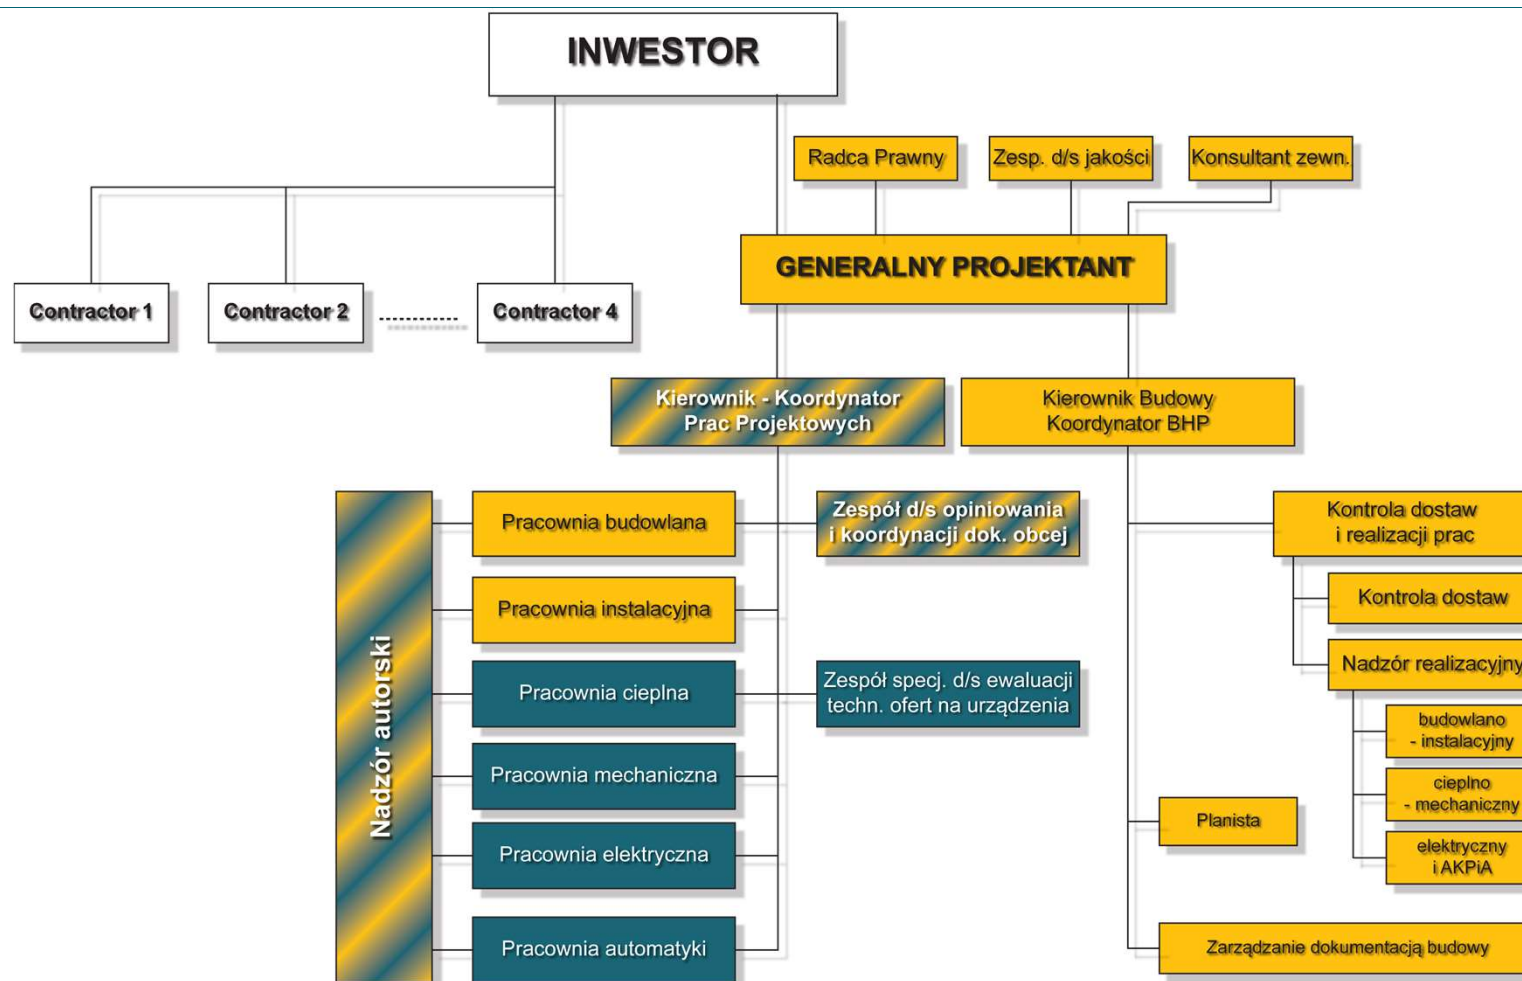 INWESTOR
Radca Prawny
Zesp. d/s jakości
Konsultant zewn.
GENERALNY PROJEKTANT
Contractor 1
Contractor 2
Contractor 4
Kierownik - Koordynator
Prac Projektowych
Kierownik Budowy
Koordynator BHP
Nadzór autorski
Pracownia budowlana
Zespół d/s opiniowania
i koordynacji dok. obcej
Kontrola dostaw
i realizacji prac
Pracownia instalacyjna
Kontrola dostaw
Nadzór realizacyjny
Pracownia cieplna
Zespół specj. d/s ewaluacji
techn. ofert na urządzenia
budowlano
- instalacyjny
Pracownia mechaniczna
cieplno
- mechaniczny
Planista
Pracownia elektryczna
elektryczny
i AKPiA
Pracownia automatyki
Zarządzanie dokumentacją budowy